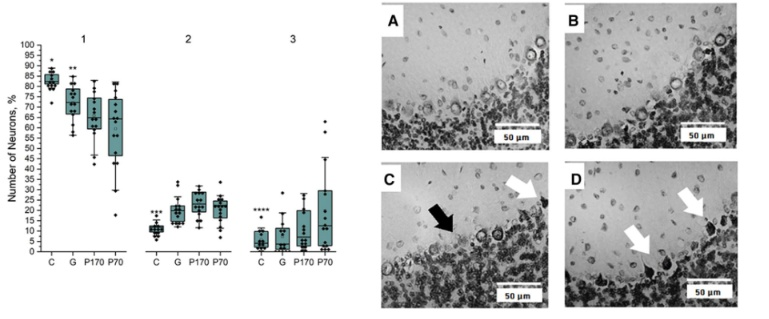 1 2 3
Number of Neurons, %
100
95
90
85
80
75
70
65
60
55
50
45
40
35
30
25
20
15
10
5
0
*
**
***
****
C G P170 P70
C G P170 P70
C G P170 P70
A
50 μm
B
50 μm
C
50 μm
D
50 μm